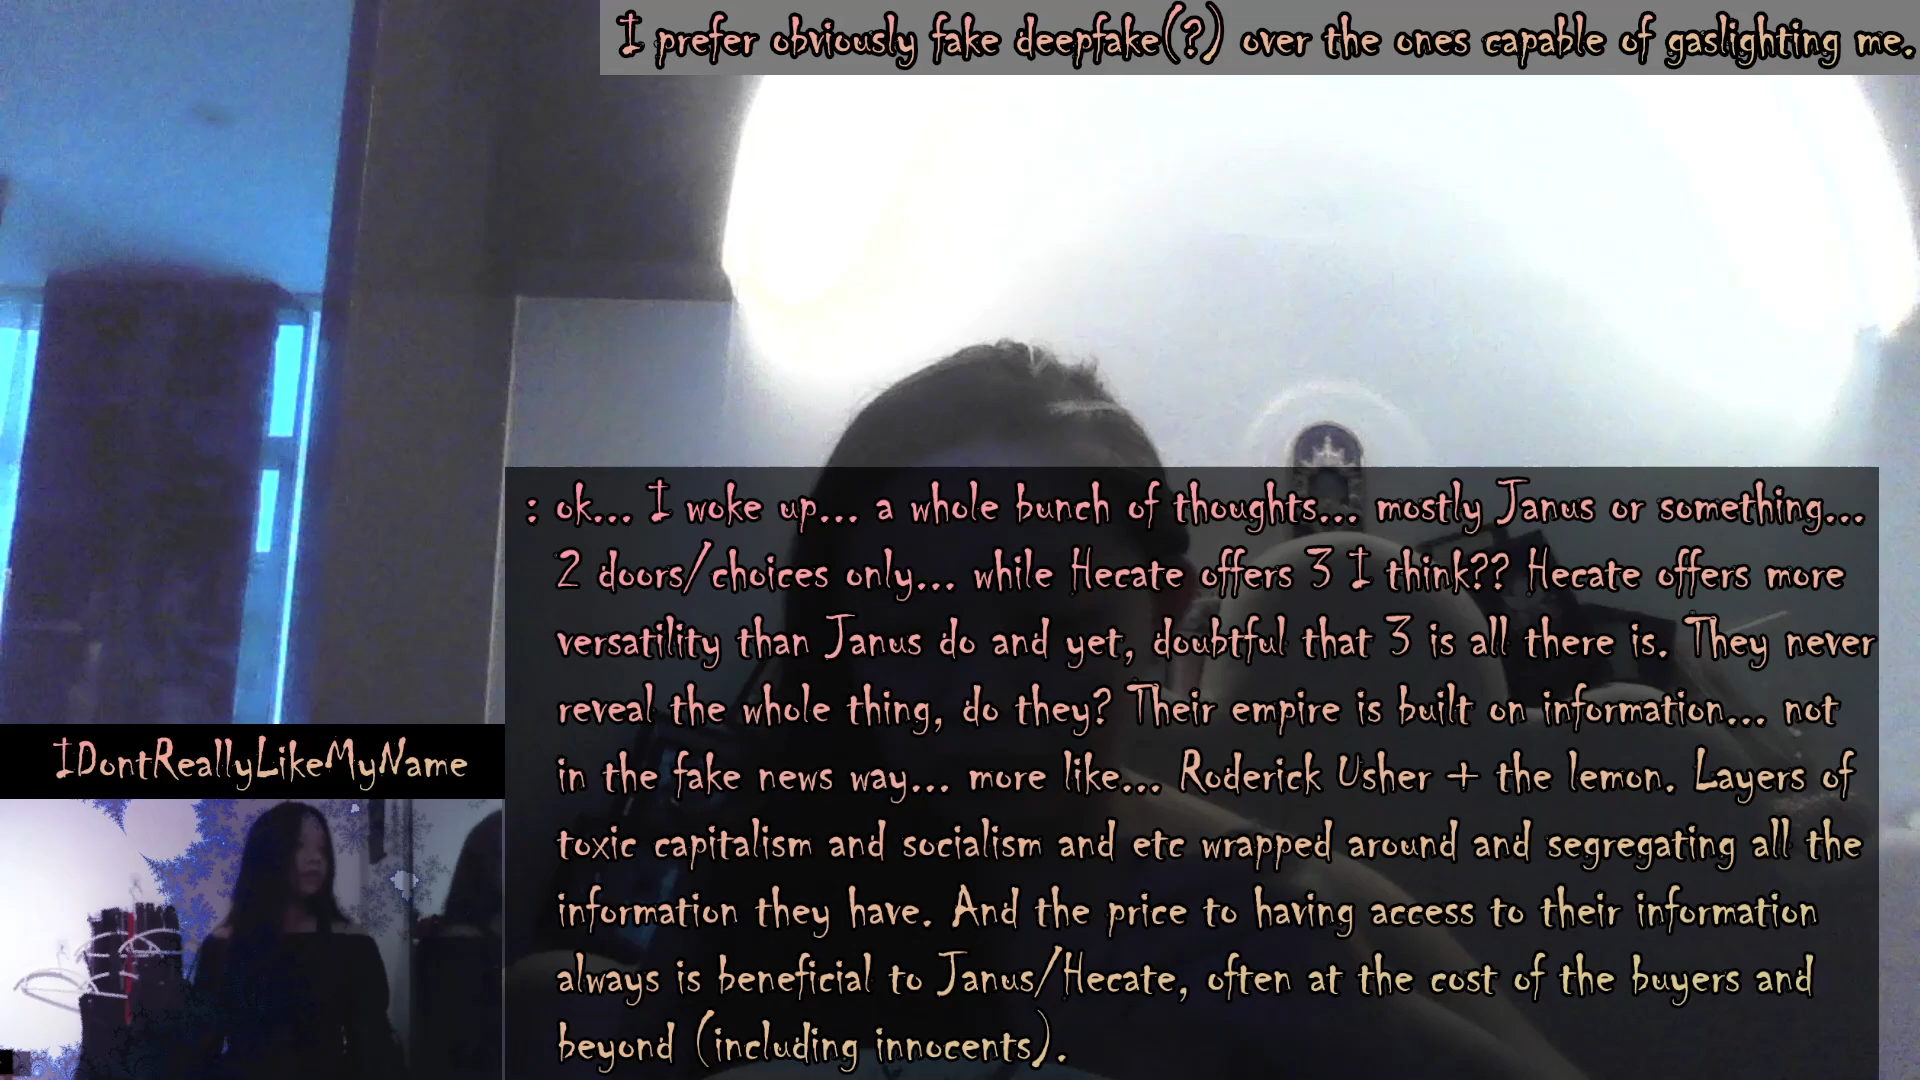 I prefer obviously fake deepfake(?) over the ones capable of gaslighting me.
: ok... I woke up... a whole bunch of thoughts... mostly Janus or something...
2 doors/choices only... while Hecate offers 3 I think?? Hecate offers more
versatility than Janus do and yet, doubtful that 3 is all there is. They never
reveal the whole thing, do they? Their empire is built on information... not
in the fake news way... more like... Roderick Usher + the lemon. Layers of
toxic capitalism and socialism and etc wrapped around and segregating all the
information they have. And the price to having access to their information
always is beneficial to Janus/Hecate, often at the cost of the buyers and
beyond (including innocents).
IDontReallyLikeMyName